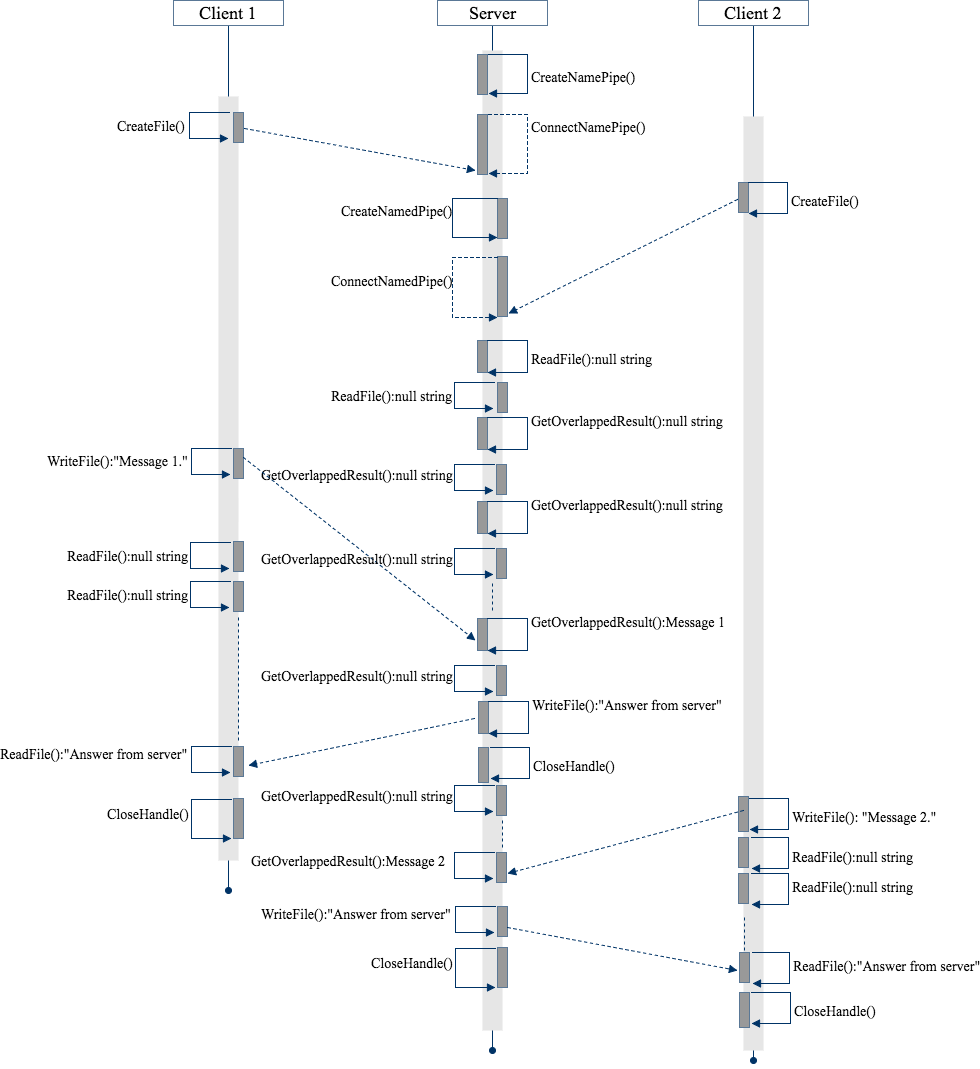 Client 1
Server
Client 2
CreateNamePipe()
CreateFile()
ConnectNamePipe()
CreateFile()
CreateNamedPipe()
ConnectNamedPipe()
ReadFile():null string
ReadFile():null string
GetOverlappedResult():null string
WriteFile():"Message 1."
GetOverlappedResult():null string
GetOverlappedResult():null string
ReadFile():null string
GetOverlappedResult():null string
ReadFile():null string
GetOverlappedResult():Message 1
GetOverlappedResult():null string
WriteFile():"Answer from server"
ReadFile():"Answer from server"
CloseHandle()
GetOverlappedResult():null string
CloseHandle()
WriteFile(): "Message 2."
GetOverlappedResult():Message 2
ReadFile():null string
ReadFile():null string
WriteFile():"Answer from server"
CloseHandle()
ReadFile():"Answer from server"
CloseHandle()